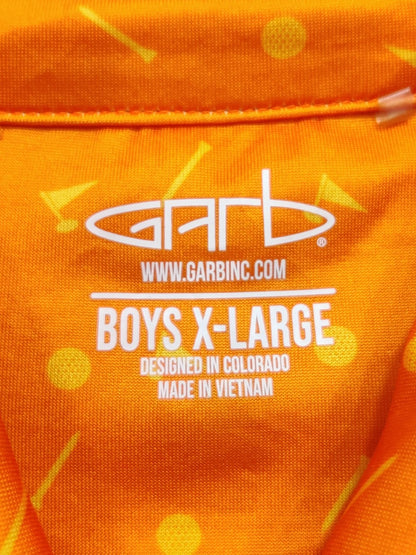 GArb®
WWW.GARBINC.COM
BOYS X-LARGE
DESIGNED IN COLORADO
MADE IN VIETNAM